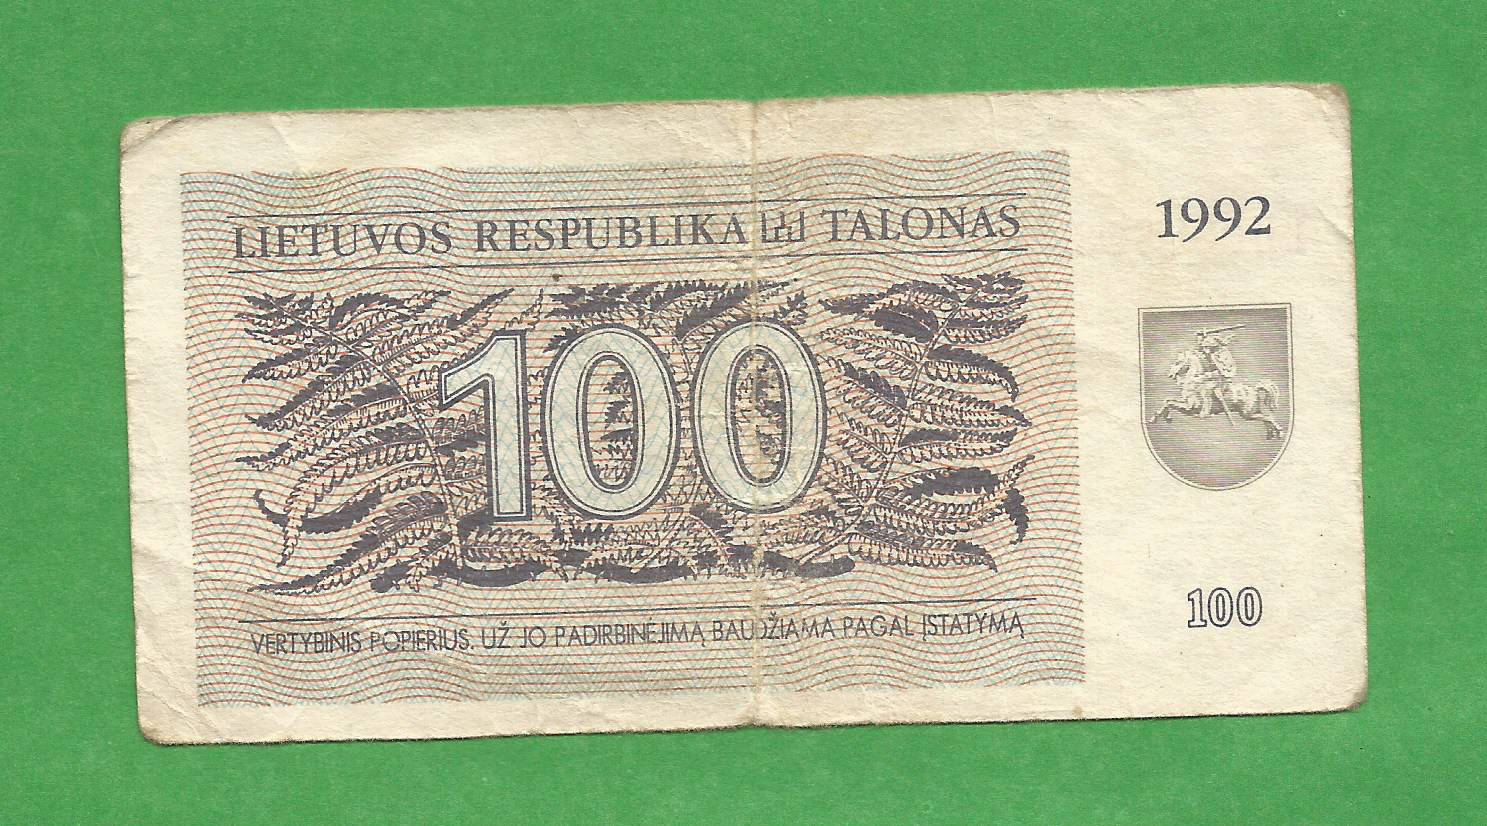 LIETUVOS RESPUBLIKA TALONAS
1992
100
100
VERTYBINIS POPIERIUS. UŽ JO PADIRBINĖJIMĄ BAUDŽIAMA PAGAL ĮSTATYMĄ